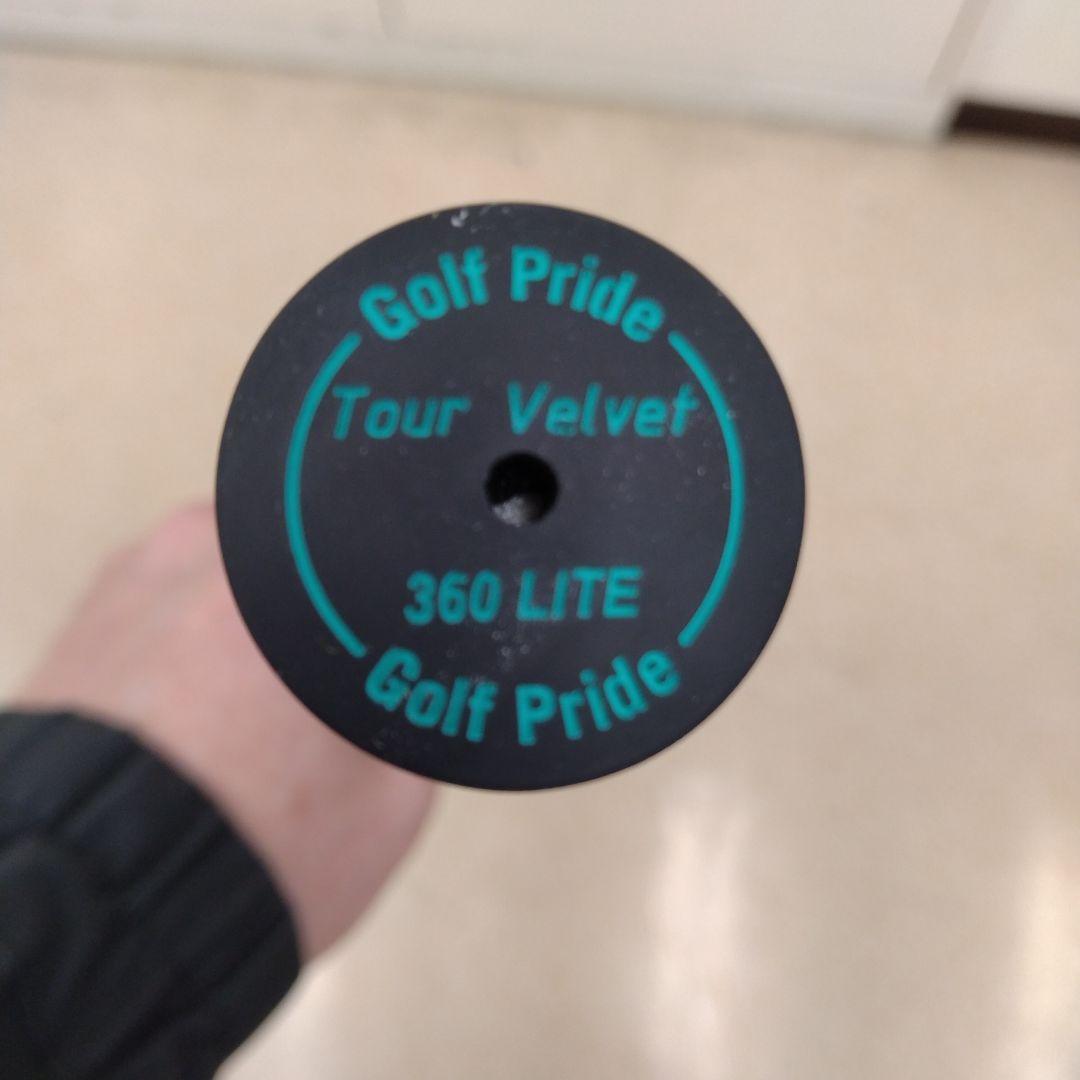 Golf Pride
Tour Velvet
360 LITE
Golf Pride